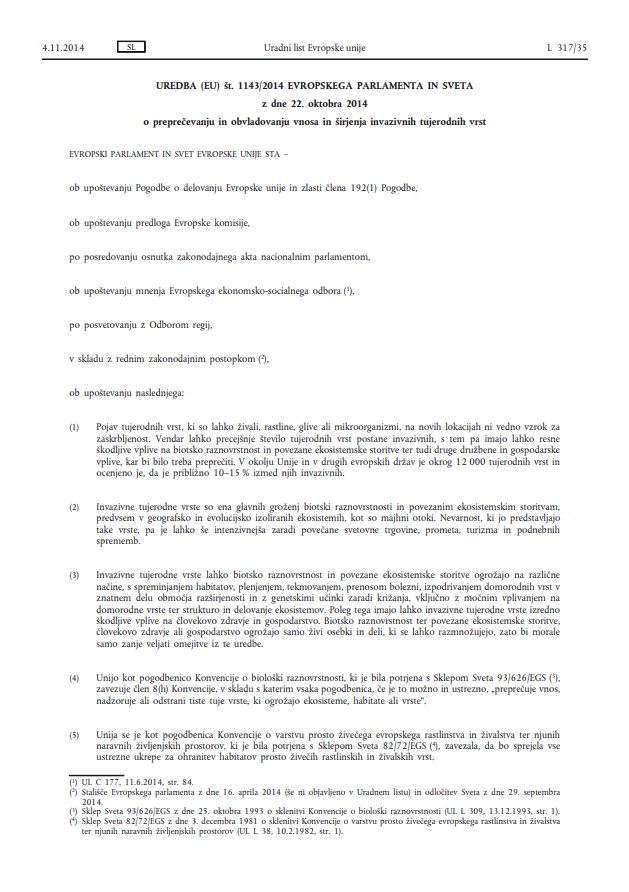 4.11.2014 SL Uradni list Evropske unije L 317/35
UREDBA (EU) št. 1143/2014 EVROPSKEGA PARLAMENTA IN SVETA
z dne 22. oktobra 2014
o preprečevanju in obvladovanju vnosa in širjenja invazivnih tujerodnih vrst
EVROPSKI PARLAMENT IN SVET EVROPSKE UNIJE STA –
ob upoštevanju Pogodbe o delovanju Evropske unije in zlasti člena 192(1) Pogodbe,
ob upoštevanju predloga Evropske komisije,
po posredovanju osnutka zakonodajnega akta nacionalnim parlamentom,
ob upoštevanju mnenja Evropskega ekonomsko-socialnega odbora (¹),
po posvetovanju z Odborom regij,
v skladu z rednim zakonodajnim postopkom (²),
ob upoštevanju naslednjega:
(1) Pojav tujerodnih vrst, ki so lahko živali, rastline, glive ali mikroorganizmi, na novih lokacijah ni vedno vzrok za
zaskrbljenost. Vendar lahko precejšnje število tujerodnih vrst postane invazivnih, s tem pa imajo lahko resne
škodljive vplive na biotsko raznovrstnost in povezane ekosistemske storitve ter tudi druge družbene in gospodarske
vplive, kar bi bilo treba preprečiti. V okolju Unije in v drugih evropskih držav je okrog 12 000 tujerodnih vrst in
ocenjeno je, da je približno 10–15 % izmed njih invazivnih.
(2) Invazivne tujerodne vrste so ena glavnih groženj biotski raznovrstnosti in povezanim ekosistemskim storitvam,
predvsem v geografsko in evolucijsko izoliranih ekosistemih, kot so majhni otoki. Nevarnost, ki jo predstavljajo
take vrste, pa je lahko še intenzivnejša zaradi povečane svetovne trgovine, prometa, turizma in podnebnih
sprememb.
(3) Invazivne tujerodne vrste lahko biotsko raznovrstnost in povezane ekosistemske storitve ogrožajo na različne
načine, s spreminjanjem habitatov, plenjenjem, tekmovanjem, prenosom bolezni, izpodrivanjem domorodnih vrst v
znatnem delu območja razširjenosti in z genetskimi učinki zaradi križanja, vključno z močnim vplivanjem na
domorodne vrste ter strukturo in delovanje ekosistemov. Poleg tega imajo lahko invazivne tujerodne vrste izredno
škodljive vplive na človekovo zdravje in gospodarstvo. Biotsko raznovrstnost ter povezane ekosistemske storitve,
človekovo zdravje ali gospodarstvo ogrožajo samo živi osebki in deli, ki se lahko razmnožujejo, zato bi morale
samo zanje veljati omejitve iz te uredbe.
(4) Unijo kot pogodbenico Konvencije o biološki raznovrstnosti, ki je bila potrjena s Sklepom Sveta 93/626/EGS (³),
zavezuje člen 8(h) Konvencije, v skladu s katerim vsaka pogodbenica, če je to možno in ustrezno, „preprečuje vnos,
nadzoruje ali odstrani tiste tuje vrste, ki ogrožajo ekosisteme, habitate ali vrste“.
(5) Unija se je kot pogodbenica Konvencije o varstvu prosto živečega evropskega rastlinstva in živalstva ter njunih
naravnih življenjskih prostorov, ki je bila potrjena s Sklepom Sveta 82/72/EGS (⁴), zavezala, da bo sprejela vse
ustrezne ukrepe za ohranitev habitatov prosto živečih rastlinskih in živalskih vrst.
(¹) UL C 177, 11.6.2014, str. 84.
(²) Stališče Evropskega parlamenta z dne 16. aprila 2014 (še ni objavljeno v Uradnem listu) in odločitev Sveta z dne 29. septembra
2014.
(³) Sklep Sveta 93/626/EGS z dne 25. oktobra 1993 o sklenitvi Konvencije o biološki raznovrstnosti (UL L 309, 13.12.1993, str. 1).
(⁴) Sklep Sveta 82/72/EGS z dne 3. decembra 1981 o sklenitvi Konvencije o varstvu prosto živečega evropskega rastlinstva in živalstva
ter njunih naravnih življenjskih prostorov (UL L 38, 10.2.1982, str. 1).